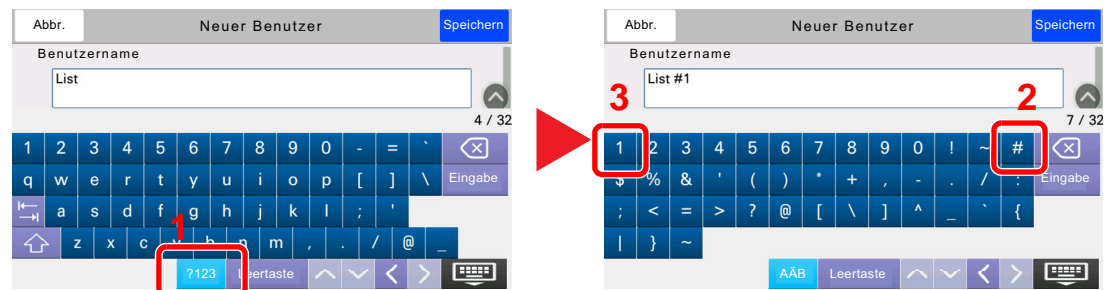 Abbr. Neuer Benutzer Speichern
Benutzername
List
4 / 32
1 2 3 4 5 6 7 8 9 0 - = `
q w e r t y u i o p [ ] \ Eingabe
a s d f g h j k l ; '
1
z x c v b n m , . / @ _
?123 Leertaste
Abbr. Neuer Benutzer Speichern
Benutzername
List #1
3 2
7 / 32
1 2 3 4 5 6 7 8 9 0 ! ~ #
$ % & ' ( ) * + , - . / : Eingabe
; < = > ? @ [ \ ] ^ _ ` {
| } ~
AÄB Leertaste